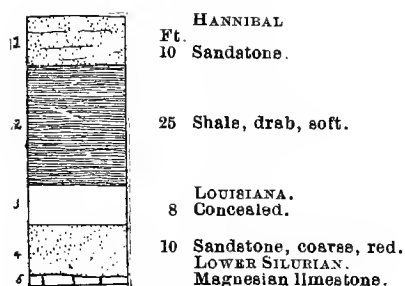 HANNIBAL
Ft.
1 10 Sandstone.
2 25 Shale, drab, soft.
LOUISIANA.
3 8 Concealed.
4 10 Sandstone, coarse, red.
LOWER SILURIAN.
5 Magnesian limestone.